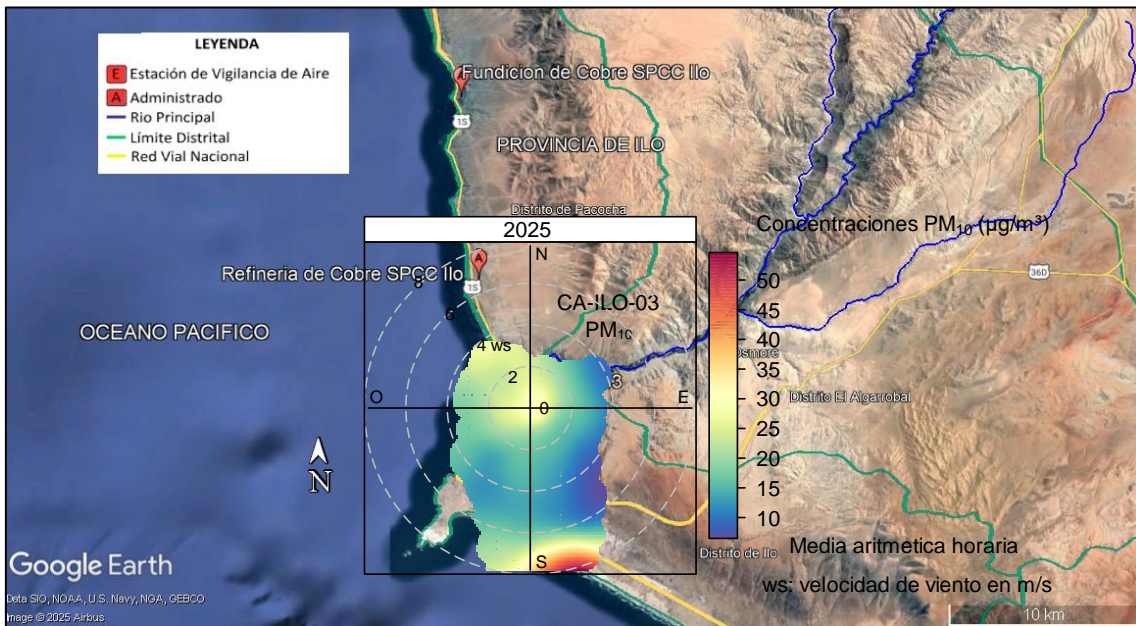 LEYENDA
E Estación de Vigilancia de Aire
A Administrado
Rio Principal
Límite Distrital
Red Vial Nacional
Fundicion de Cobre SPCC Ilo
1S
PROVINCIA DE ILO
Distrito de Pacocha
2025
Concentraciones PM₁₀ (µg/m³)
N
A
Refineria de Cobre SPCC Ilo
1S
8
36D
50
CA-ILO-03
PM₁₀
6
45
OCEANO PACIFICO
40
4 ws
35
2
3
O
E
0
30
Distrito El Algarrobal
25
20
15
N
10
S
Distrito de Ilo
Media aritmetica horaria
ws: velocidad de viento en m/s
Google Earth
Data SIO, NOAA, U.S. Navy, NGA, GEBCO
Image © 2025 Airbus
10 km